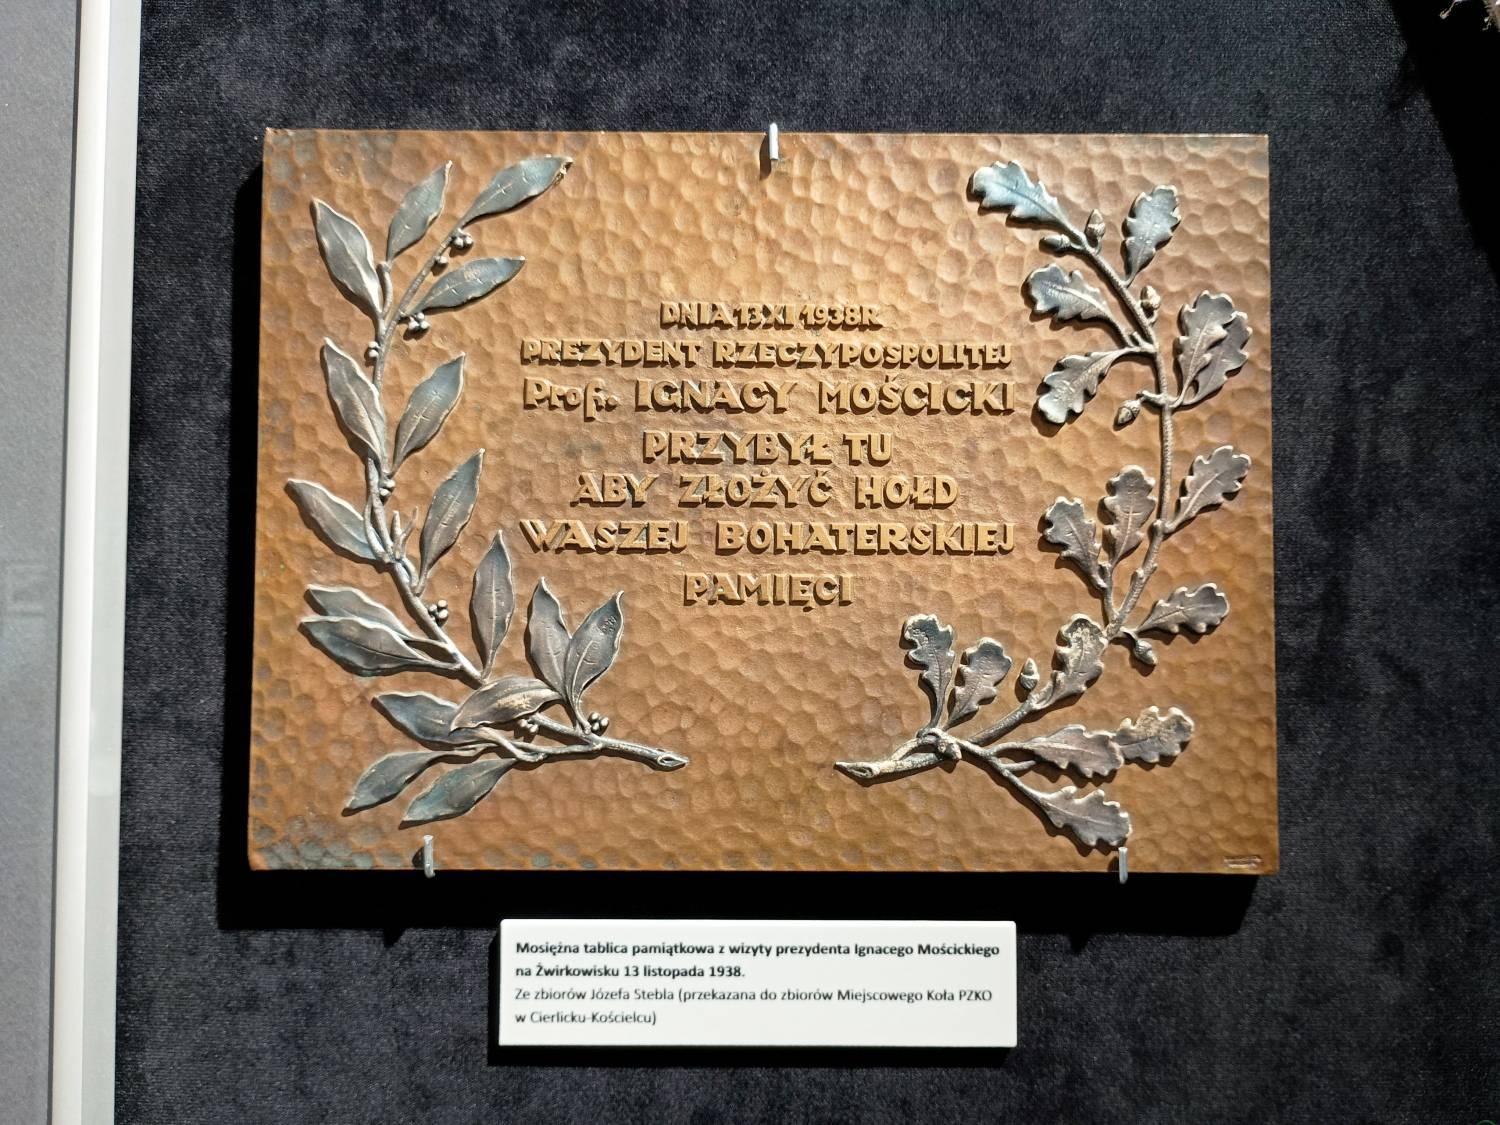 DNIA 13 XI 1938R
PREZYDENT RZECZYPOSPOLITEJ
Prof. IGNACY MOŚCICKI
PRZYBYŁ TU
ABY ZŁOŻYĆ HOŁD
WASZEJ BOHATERSKIEJ
PAMIĘCI
Mosiężna tablica pamiątkowa z wizyty prezydenta Ignacego Mościckiego
na Żwirkowisku 13 listopada 1938.
Ze zbiorów Józefa Stebla (przekazana do zbiorów Miejscowego Koła PZKO
w Cierlicku-Kościelcu)